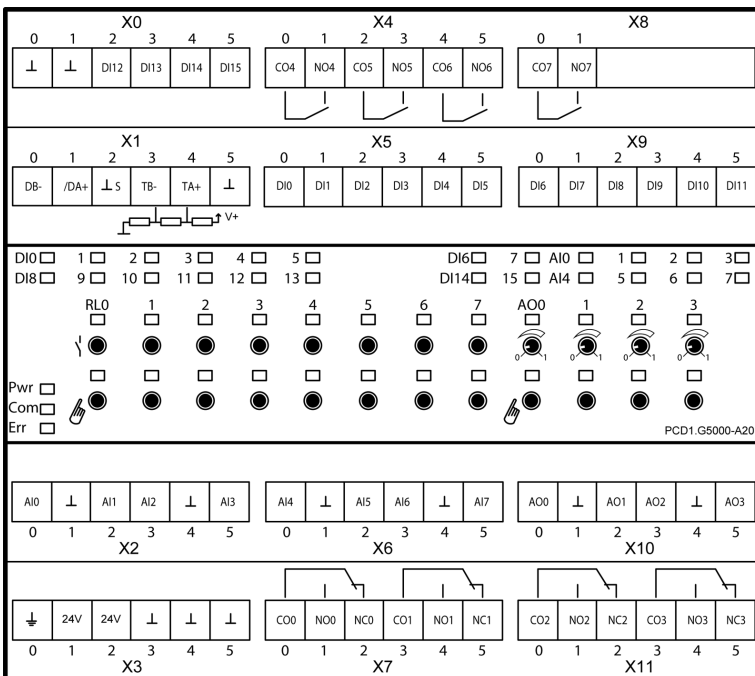 X0 X4 X8
0 1 2 3 4 5 0 1 2 3 4 5 0 1
⊥ ⊥ DI12 DI13 DI14 DI15 CO4 NO4 CO5 NO5 CO6 NO6 CO7 NO7
X1 X5 X9
0 1 2 3 4 5 0 1 2 3 4 5 0 1 2 3 4 5
DB- /DA+ ⊥ S TB- TA+ ⊥ DI0 DI1 DI2 DI3 DI4 DI5 DI6 DI7 DI8 DI9 DI10 DI11
V+
DI0 1 2 3 4 5 DI6 7 AI0 1 2 3
DI8 9 10 11 12 13 DI14 15 AI4 5 6 7
RL0 1 2 3 4 5 6 7 AO0 1 2 3
0 1 0 1 0 1 0 1
Pwr
Com
Err PCD1.G5000-A20
AI0 ⊥ AI1 AI2 ⊥ AI3 AI4 ⊥ AI5 AI6 ⊥ AI7 AO0 ⊥ AO1 AO2 ⊥ AO3
0 1 2 3 4 5 0 1 2 3 4 5 0 1 2 3 4 5
X2 X6 X10
24V 24V ⊥ ⊥ ⊥ CO0 NO0 NC0 CO1 NO1 NC1 CO2 NO2 NC2 CO3 NO3 NC3
0 1 2 3 4 5 0 1 2 3 4 5 0 1 2 3 4 5
X3 X7 X11